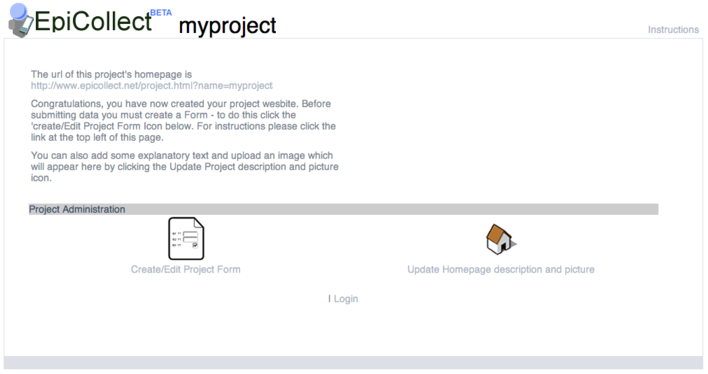 EpiCollect BETA myproject
Instructions
The url of this project's homepage is
http://www.epicollect.net/project.html?name=myproject
Congratulations, you have now created your project wesbite. Before
submitting data you must create a Form - to do this click the
'create/Edit Project Form Icon below. For instructions please click the
link at the top left of this page.
You can also add some explanatory text and upload an image which
will appear here by clicking the Update Project description and picture
icon.
Project Administration
Create/Edit Project Form
Update Homepage description and picture
| Login